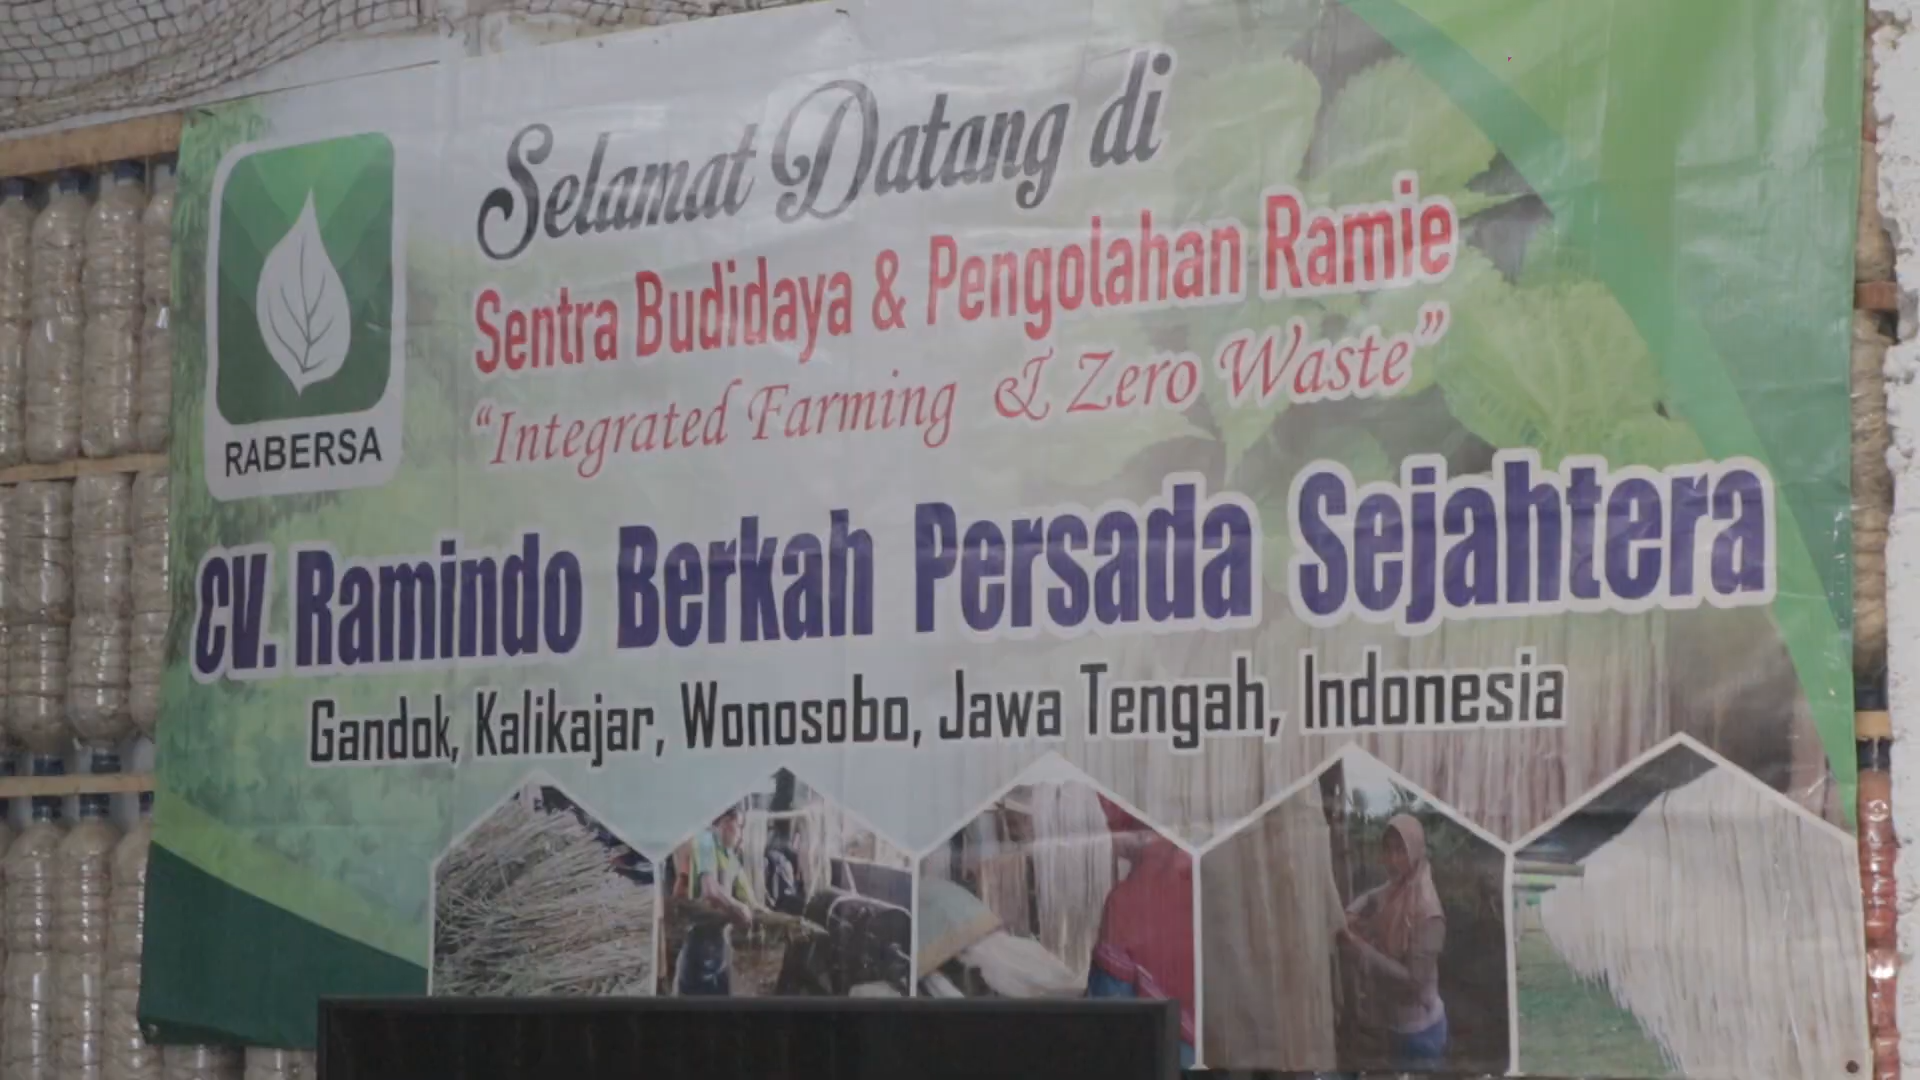 Selamat Datang di
Sentra Budidaya & Pengolahan Ramie
“Integrated Farming & Zero Waste”
RABERSA
CV. Ramindo Berkah Persada Sejahtera
Gandok, Kalikajar, Wonosobo, Jawa Tengah, Indonesia